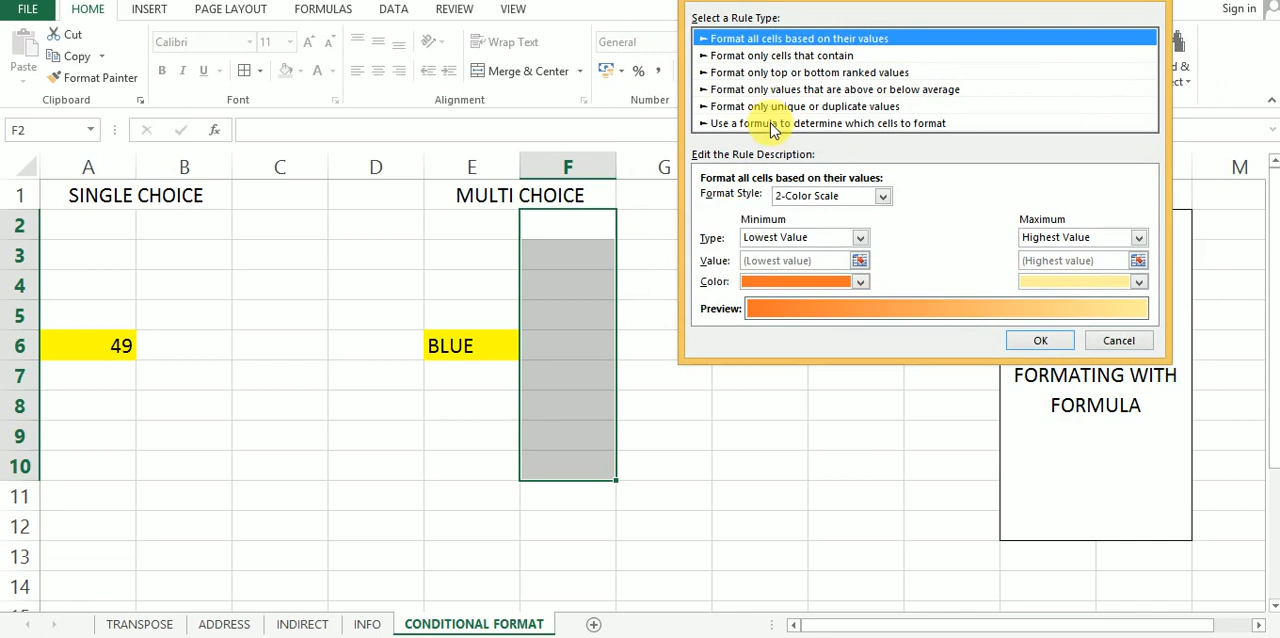 FILE HOME INSERT PAGE LAYOUT FORMULAS DATA REVIEW VIEW Sign in
Cut
Copy
Format Painter
Paste
Clipboard
Calibri 11
B I U
Font
Wrap Text
Merge & Center
Alignment
General
%
Number
F2
fx
A B C D E F G M
1 SINGLE CHOICE MULTI CHOICE
2
3
4
5
6 49 BLUE
7
8
9
10
11
12
13
14
FORMATING WITH
FORMULA
Select a Rule Type:
► Format all cells based on their values
► Format only cells that contain
► Format only top or bottom ranked values
► Format only values that are above or below average
► Format only unique or duplicate values
► Use a formula to determine which cells to format
Edit the Rule Description:
Format all cells based on their values:
Format Style: 2-Color Scale
Minimum Maximum
Type: Lowest Value Highest Value
Value: (Lowest value) (Highest value)
Color:
Preview:
OK Cancel
TRANSPOSE ADDRESS INDIRECT INFO CONDITIONAL FORMAT